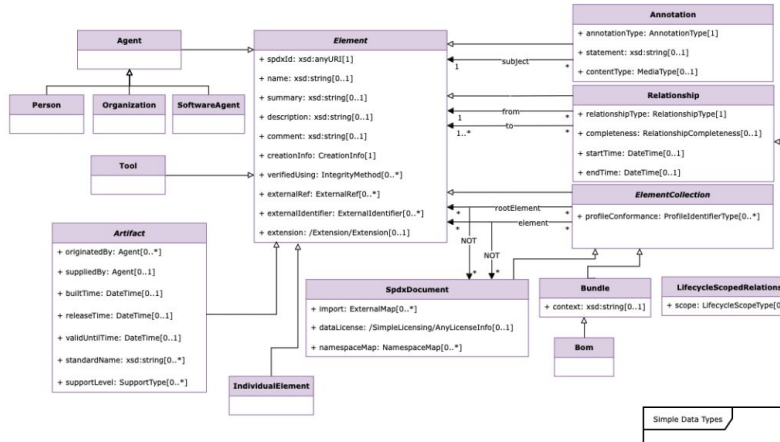 Agent
Person
Organization
SoftwareAgent
Tool
Artifact
+ originatedBy: Agent[0..*]
+ suppliedBy: Agent[0..1]
+ builtTime: DateTime[0..1]
+ releaseTime: DateTime[0..1]
+ validUntilTime: DateTime[0..1]
+ standardName: xsd:string[0..*]
+ supportLevel: SupportType[0..*]
Element
+ spdxId: xsd:anyURI[1]
+ name: xsd:string[0..1]
+ summary: xsd:string[0..1]
+ description: xsd:string[0..1]
+ comment: xsd:string[0..1]
+ creationInfo: CreationInfo[1]
+ verifiedUsing: IntegrityMethod[0..*]
+ externalRef: ExternalRef[0..*]
+ externalIdentifier: ExternalIdentifier[0..*]
+ extension: /Extension/Extension[0..1]
IndividualElement
1
subject
*
1
from
*
1..*
to
*
*
rootElement
*
*
element
*
NOT
*
NOT
*
Annotation
+ annotationType: AnnotationType[1]
+ statement: xsd:string[0..1]
+ contentType: MediaType[0..1]
Relationship
+ relationshipType: RelationshipType[1]
+ completeness: RelationshipCompleteness[0..1]
+ startTime: DateTime[0..1]
+ endTime: DateTime[0..1]
ElementCollection
+ profileConformance: ProfileIdentifierType[0..*]
SpdxDocument
+ import: ExternalMap[0..*]
+ dataLicense: /SimpleLicensing/AnyLicenseInfo[0..1]
+ namespaceMap: NamespaceMap[0..*]
Bundle
+ context: xsd:string[0..1]
Bom
LifecycleScopedRelations
+ scope: LifecycleScopeType[0
Simple Data Types